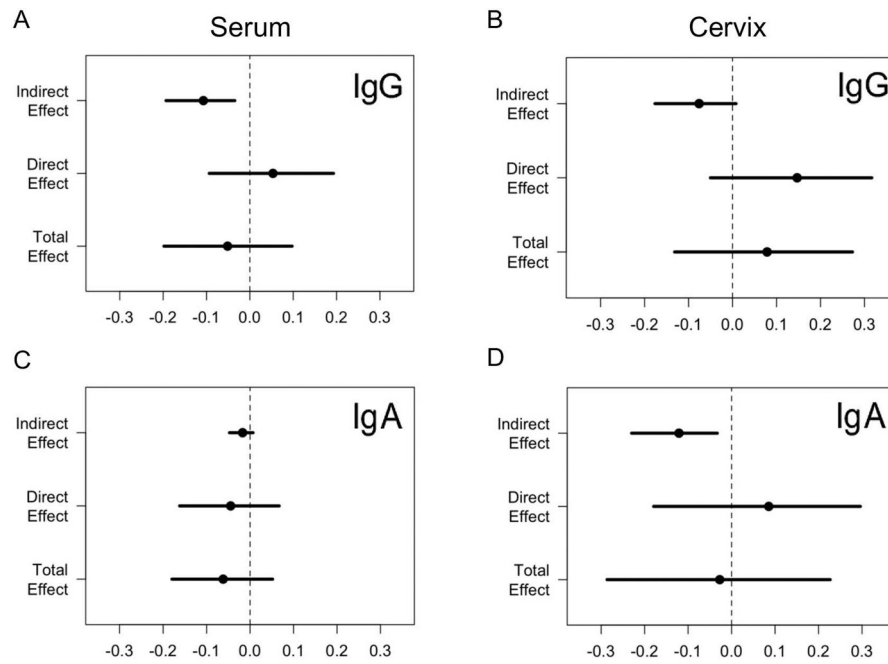 A
Serum
B
Cervix
IgG
Indirect
Effect
Direct
Effect
Total
Effect
-0.3 -0.2 -0.1 0.0 0.1 0.2 0.3
IgG
Indirect
Effect
Direct
Effect
Total
Effect
-0.3 -0.2 -0.1 0.0 0.1 0.2 0.3
C
IgA
Indirect
Effect
Direct
Effect
Total
Effect
-0.3 -0.2 -0.1 0.0 0.1 0.2 0.3
D
IgA
Indirect
Effect
Direct
Effect
Total
Effect
-0.3 -0.2 -0.1 0.0 0.1 0.2 0.3